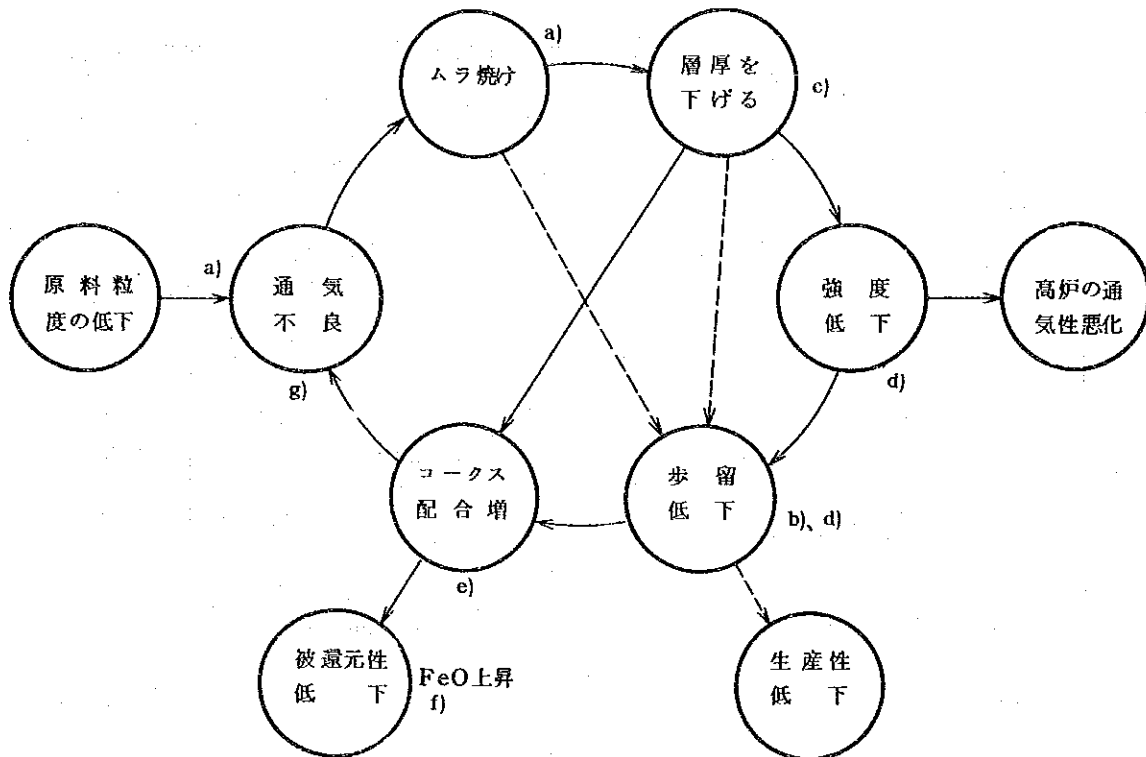 a)
ムラ焼け
層厚を
下げる
c)
原料粒
度の低下
a)
通気
不良
g)
強度
低下
d)
高炉の通
気性悪化
コークス
配合増
e)
歩留
低下
b)、d)
被還元性
低下
FeO上昇
f)
生産性
低下